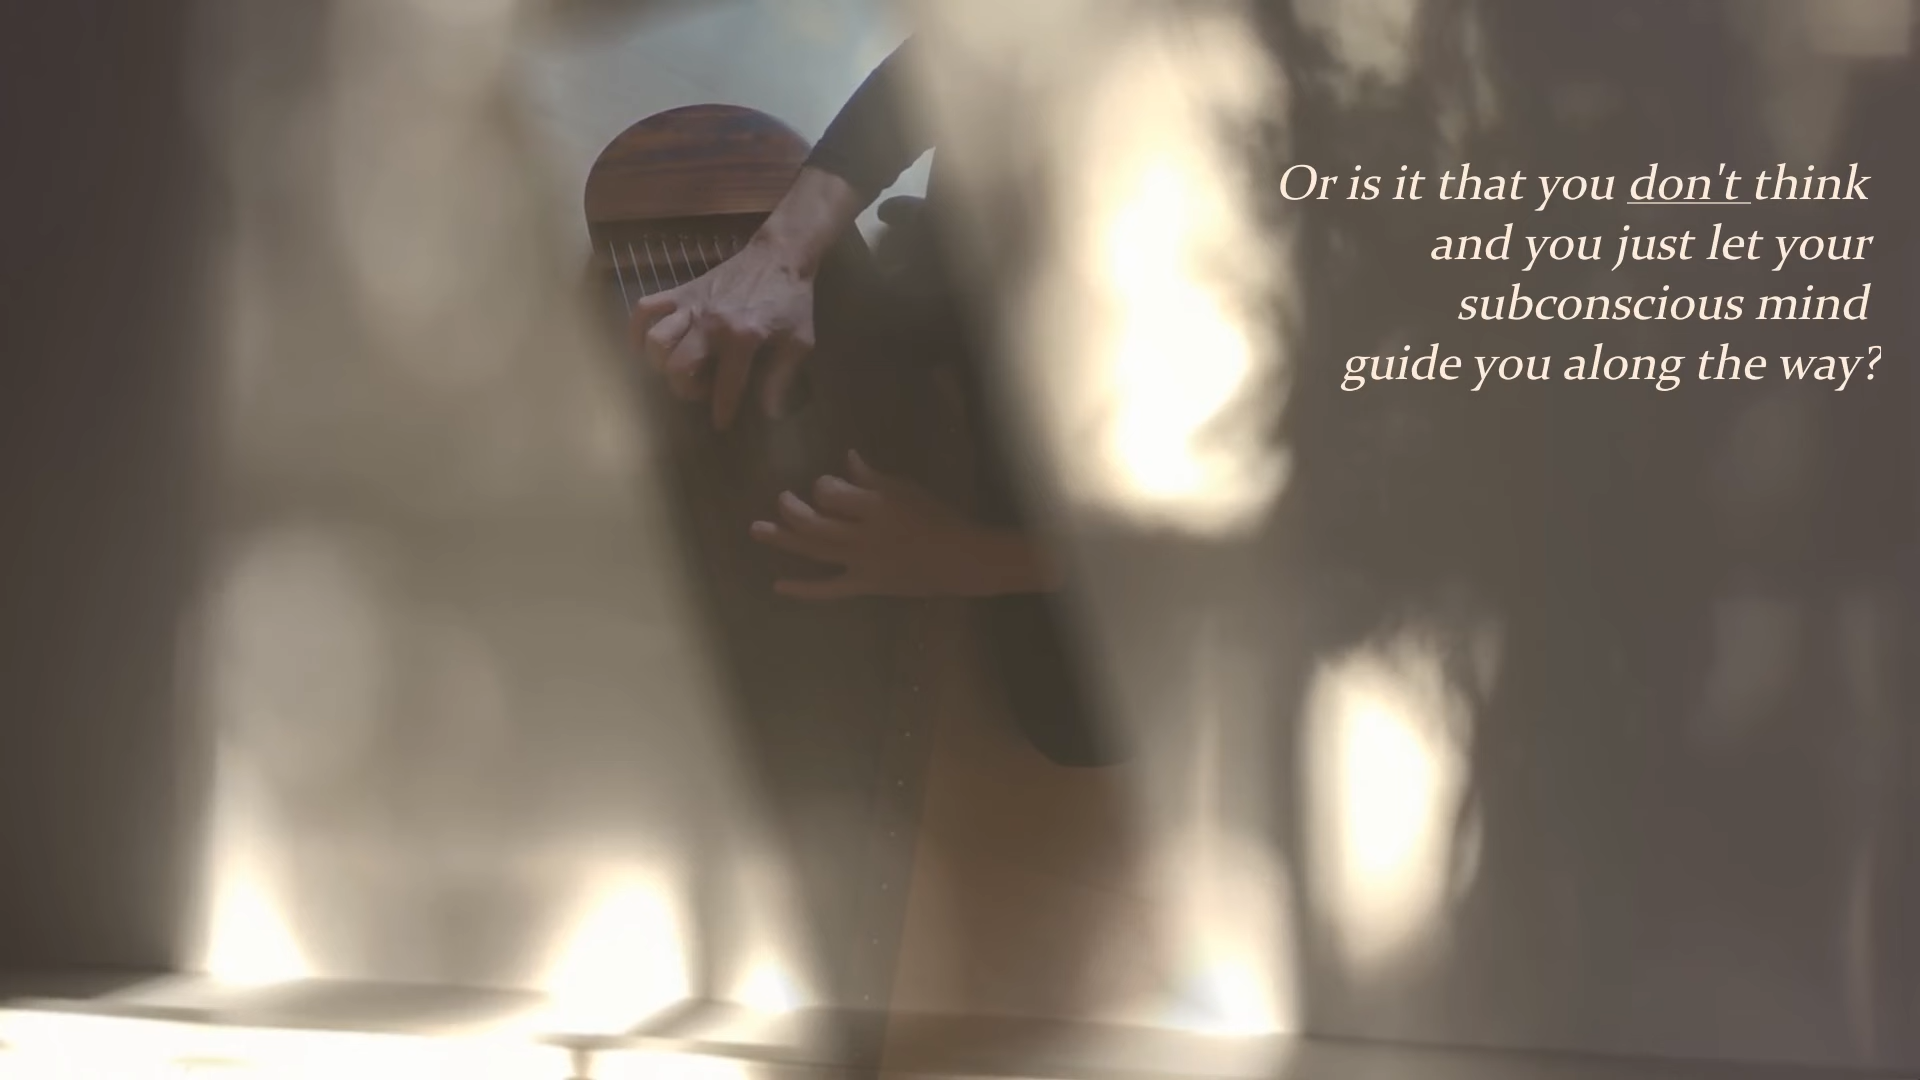 Or is it that you don't think
and you just let your
subconscious mind
guide you along the way?